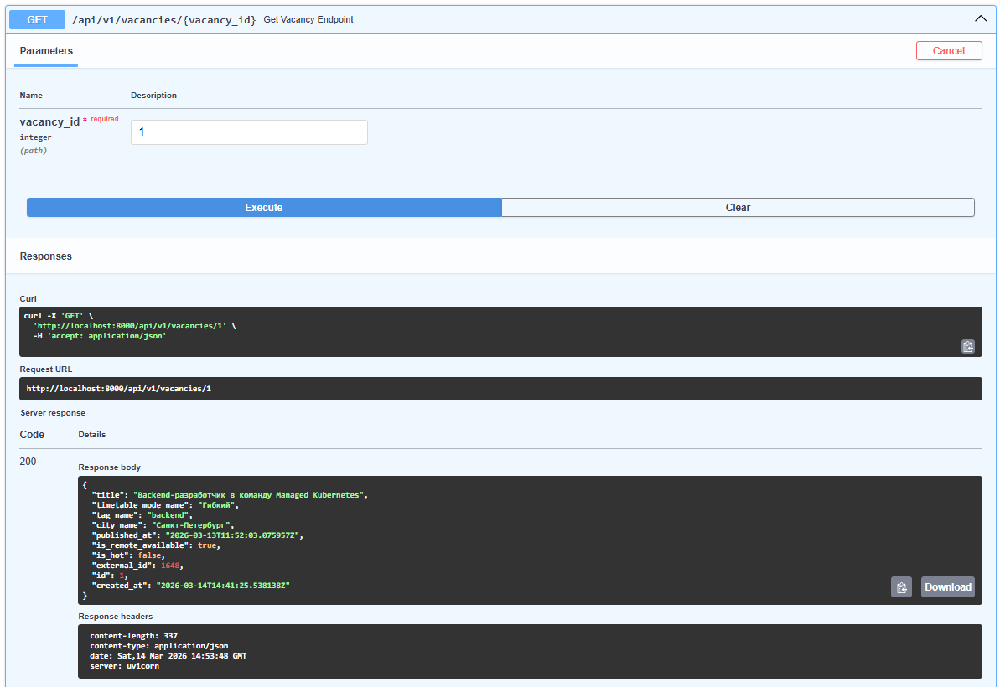 GET /api/v1/vacancies/{vacancy_id} Get Vacancy Endpoint
Parameters
Cancel
Name Description
vacancy_id * required
integer
(path)
1
Execute Clear
Responses
Curl
curl -X 'GET' \
'http://localhost:8000/api/v1/vacancies/1' \
-H 'accept: application/json'
Request URL
http://localhost:8000/api/v1/vacancies/1
Server response
Code Details
200
Response body
{
"title": "Backend-разработчик в команду Managed Kubernetes",
"timetable_mode_name": "Гибкий",
"tag_name": "backend",
"city_name": "Санкт-Петербург",
"published_at": "2026-03-13T11:52:03.075957Z",
"is_remote_available": true,
"is_hot": false,
"external_id": 1648,
"id": 1,
"created_at": "2026-03-14T14:41:25.538138Z"
}
Download
Response headers
content-length: 337
content-type: application/json
date: Sat,14 Mar 2026 14:53:48 GMT
server: uvicorn